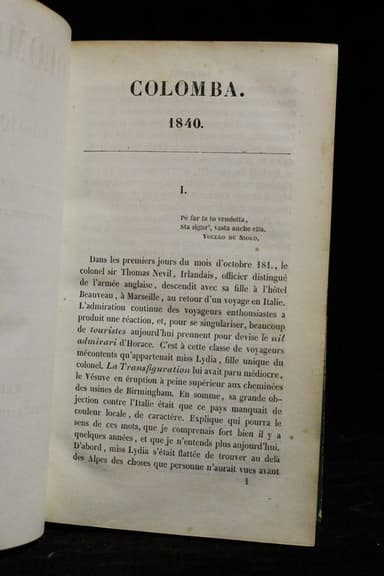 COLOMBA.
1840.
I.
Pe far la to vendetta,
Sta sigur', vasta anche ella.
VOCERO DU NIOLO.
Dans les premiers jours du mois d'octobre 181., le
colonel sir Thomas Nevil, Irlandais, officier distingué
de l'armée anglaise, descendit avec sa fille à l'hôtel
Beauveau, à Marseille, au retour d'un voyage en Italie.
L'admiration continue des voyageurs enthousiastes a
produit une réaction, et, pour se singulariser, beaucoup
de touristes aujourd'hui prennent pour devise le nil
admirari d'Horace. C'est à cette classe de voyageurs
mécontents qu'appartenait miss Lydia, fille unique du
colonel. La Transfiguration lui avait paru médiocre,
le Vésuve en éruption à peine supérieur aux cheminées
des usines de Birmingham. En somme, sa grande ob-
jection contre l'Italie était que ce pays manquait de
couleur locale, de caractère. Explique qui pourra le
sens de ces mots, que je comprenais fort bien il y a
quelques années, et que je n'entends plus aujourd'hui.
D'abord, miss Lydia s'était flattée de trouver au delà
des Alpes des choses que personne n'aurait vues avant
1